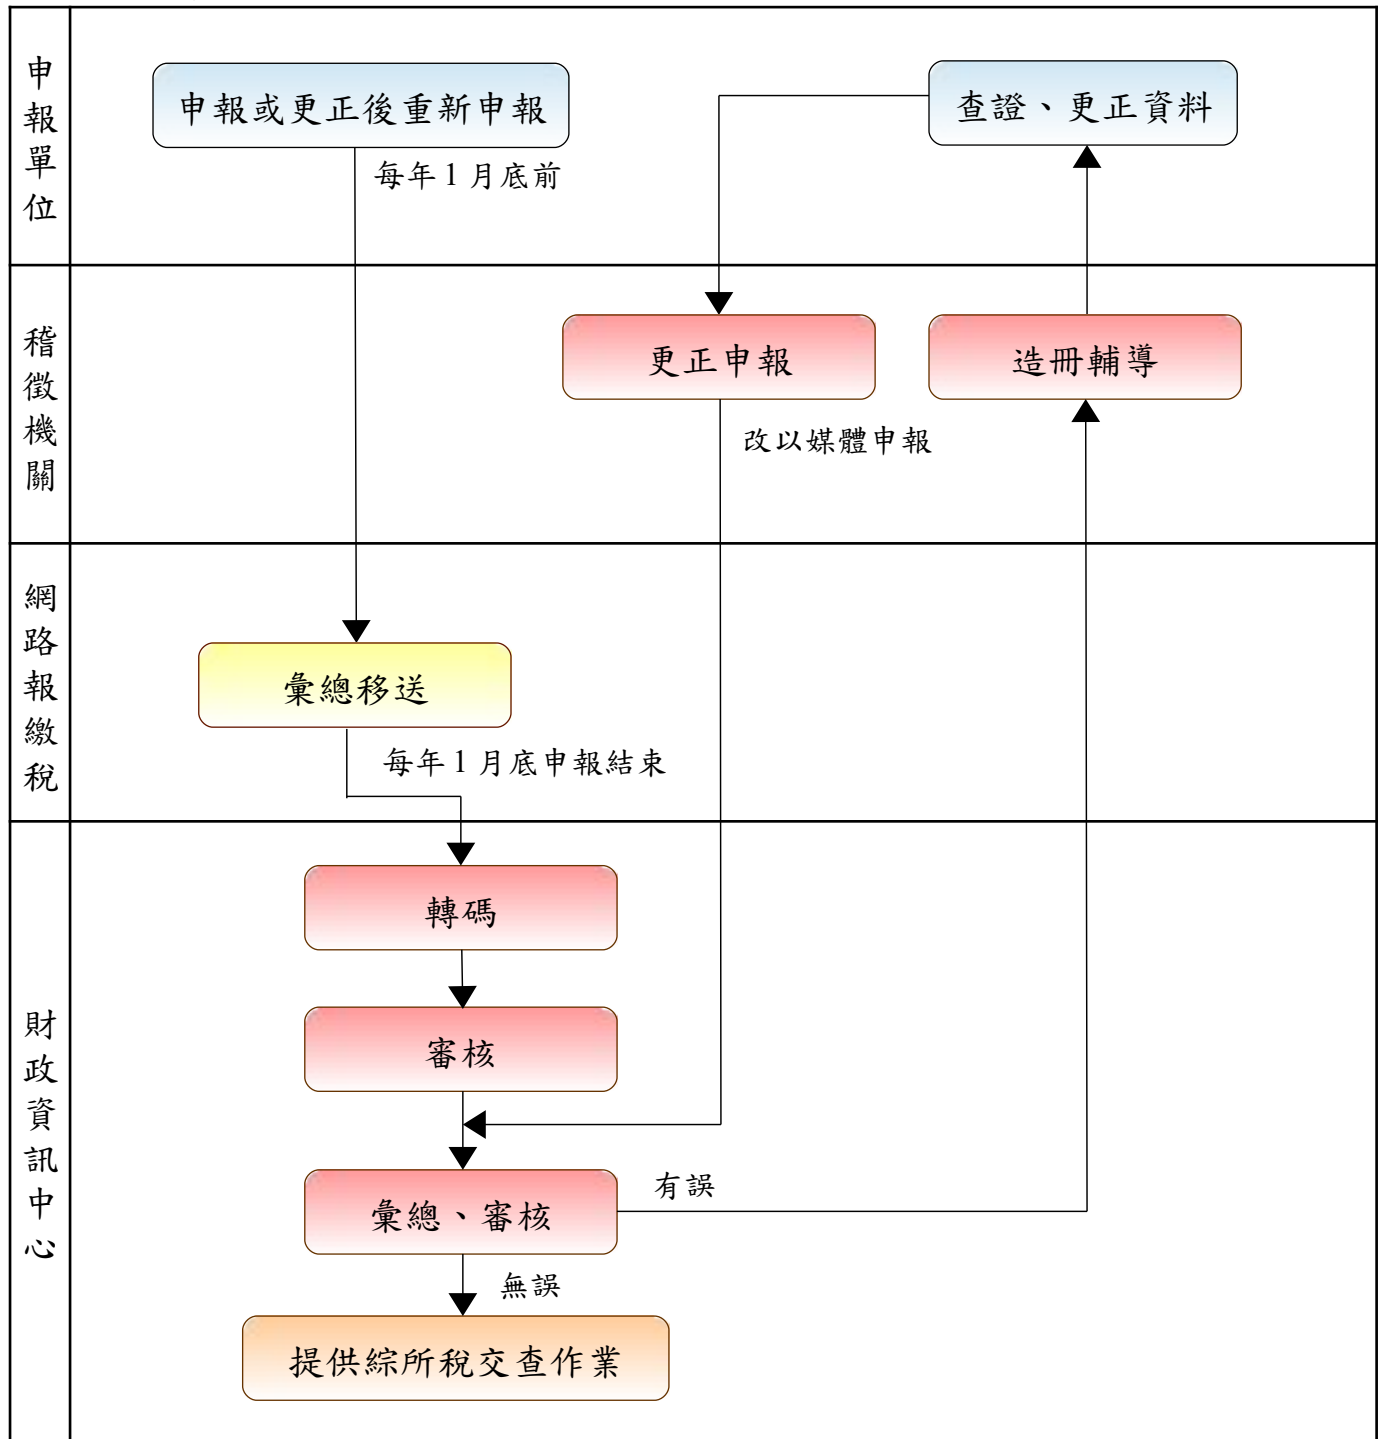 申報單位
申報或更正後重新申報
查證、更正資料
每年1月底前
稽徵機關
更正申報
造冊輔導
改以媒體申報
網路報繳稅
彙總移送
每年1月底申報結束
財政資訊中心
轉碼
審核
彙總、審核
有誤
無誤
提供綜所稅交查作業